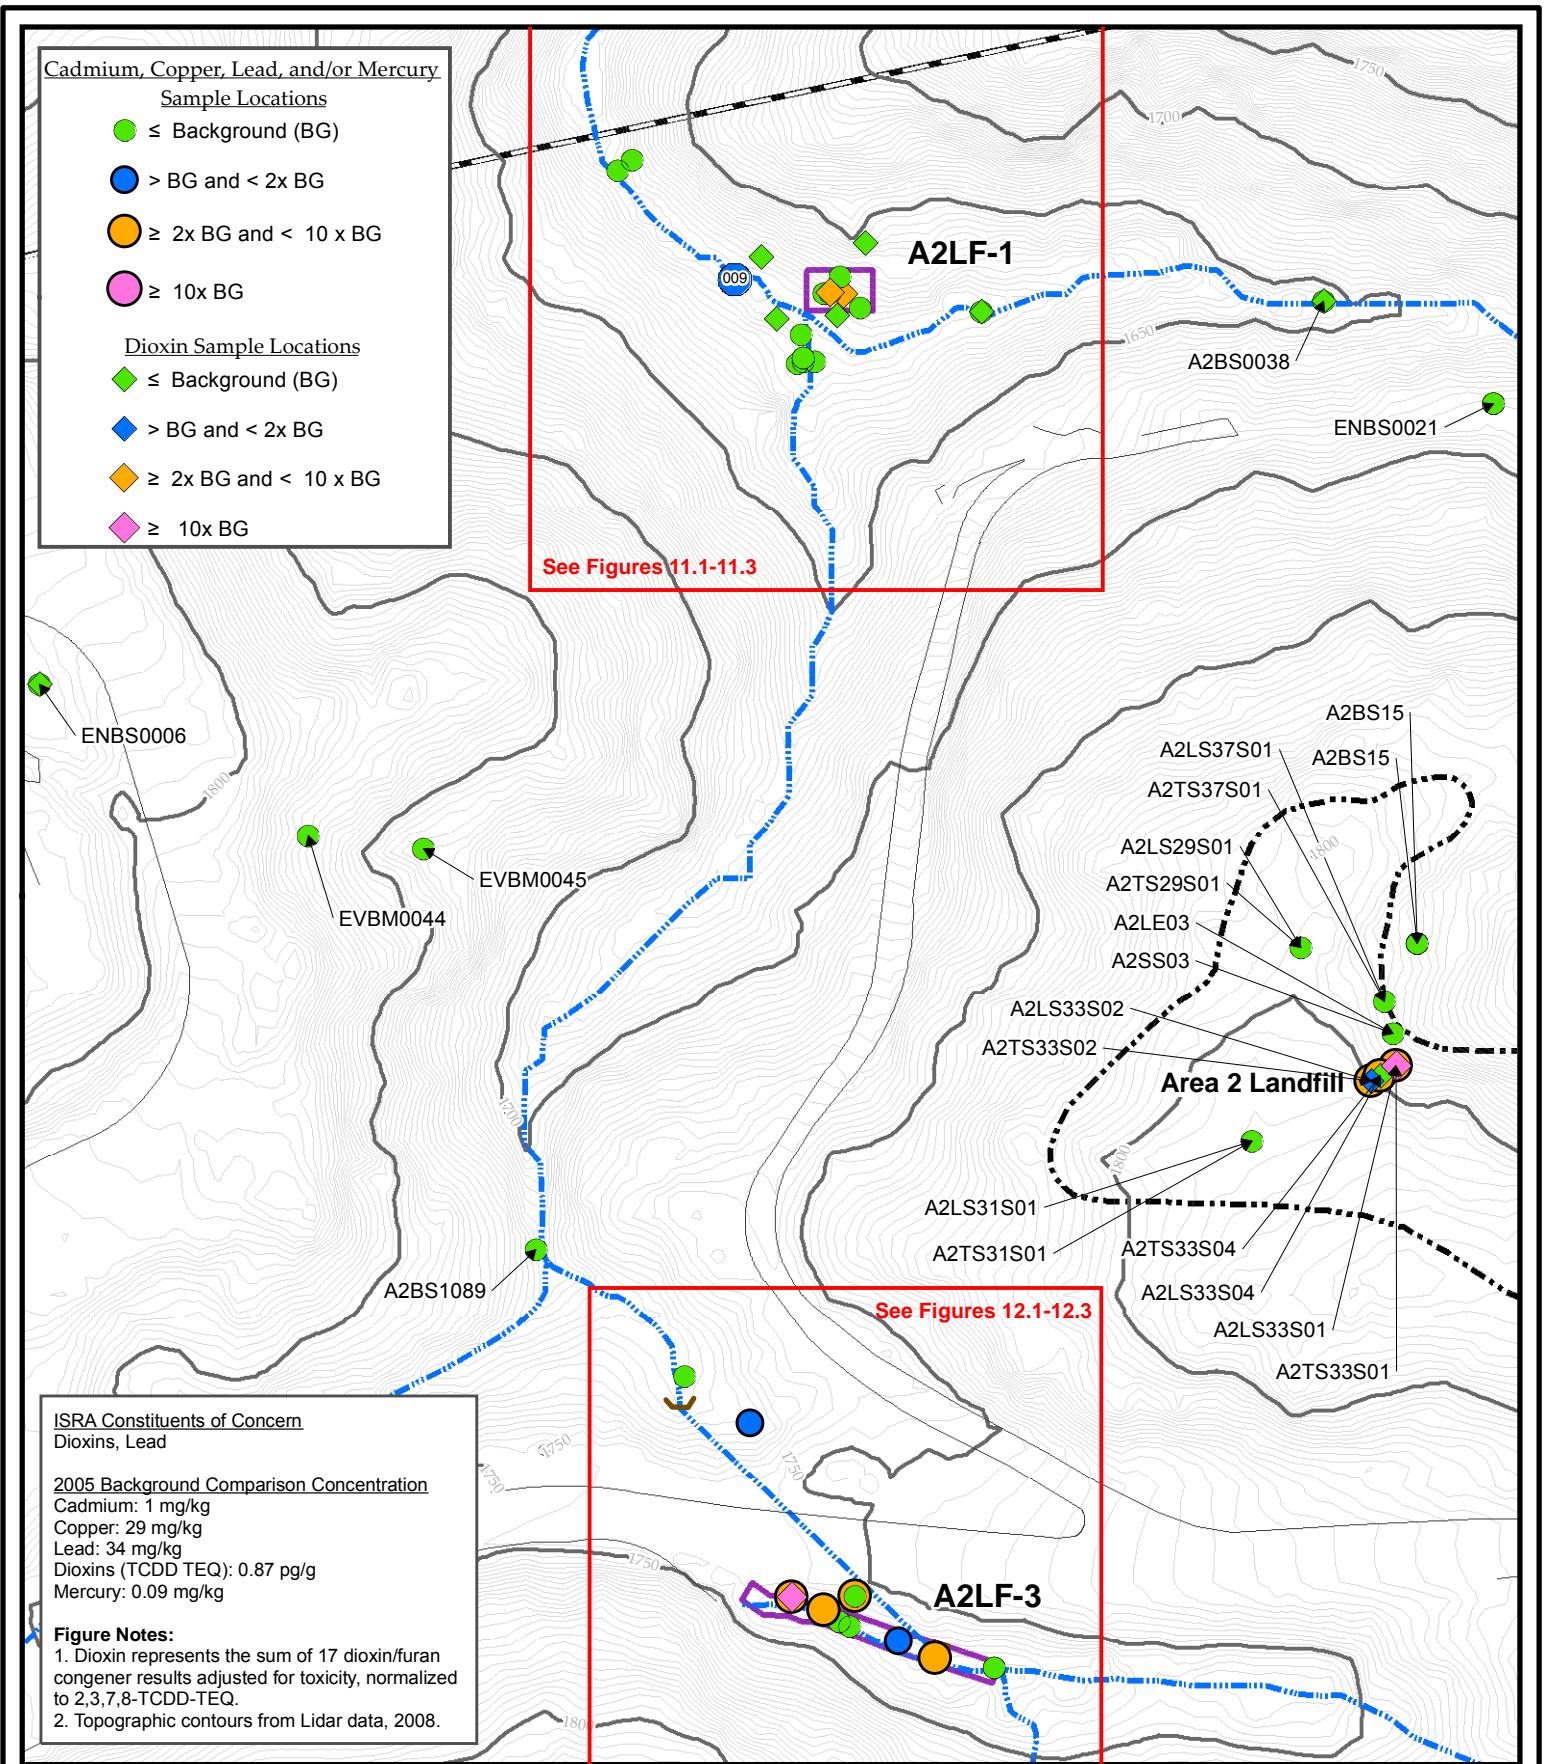 Cadmium, Copper, Lead, and/or Mercury
Sample Locations
≤ Background (BG)
> BG and < 2x BG
≥ 2x BG and < 10 x BG
≥ 10x BG
Dioxin Sample Locations
≤ Background (BG)
> BG and < 2x BG
≥ 2x BG and < 10 x BG
≥ 10x BG
1750
1700
A2LF-1
009
1650
A2BS0038
ENBS0021
See Figures 11.1-11.3
ENBS0006
1800
A2BS15
A2LS37S01
A2BS15
A2TS37S01
A2LS29S01
1800
A2TS29S01
EVBM0045
EVBM0044
A2LE03
A2SS03
A2LS33S02
A2TS33S02
Area 2 Landfill
1700
1800
A2LS31S01
A2TS31S01
A2TS33S04
A2BS1089
A2LS33S04
See Figures 12.1-12.3
A2LS33S01
A2TS33S01
1750
1750
1750
1750
A2LF-3
1800
ISRA Constituents of Concern
Dioxins, Lead
2005 Background Comparison Concentration
Cadmium: 1 mg/kg
Copper: 29 mg/kg
Lead: 34 mg/kg
Dioxins (TCDD TEQ): 0.87 pg/g
Mercury: 0.09 mg/kg
Figure Notes:
1. Dioxin represents the sum of 17 dioxin/furan
congener results adjusted for toxicity, normalized
to 2,3,7,8-TCDD-TEQ.
2. Topographic contours from Lidar data, 2008.